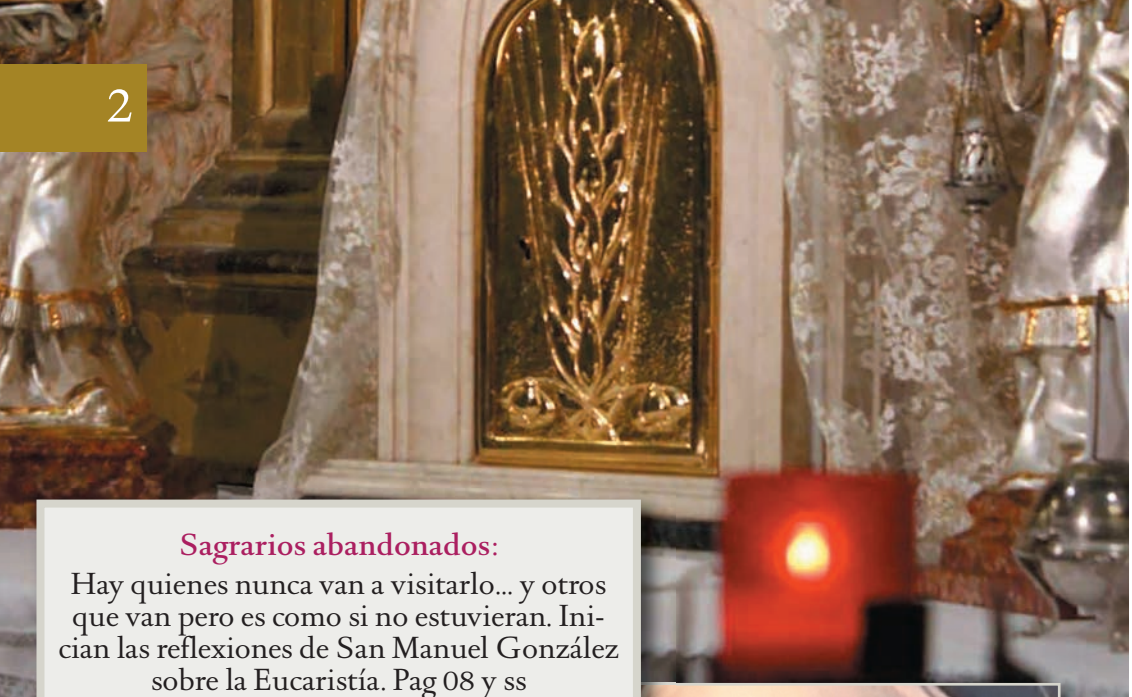 2
Sagrarios abandonados:
Hay quienes nunca van a visitarlo... y otros
que van pero es como si no estuvieran. Ini-
cian las reflexiones de San Manuel González
sobre la Eucaristía. Pag 08 y ss